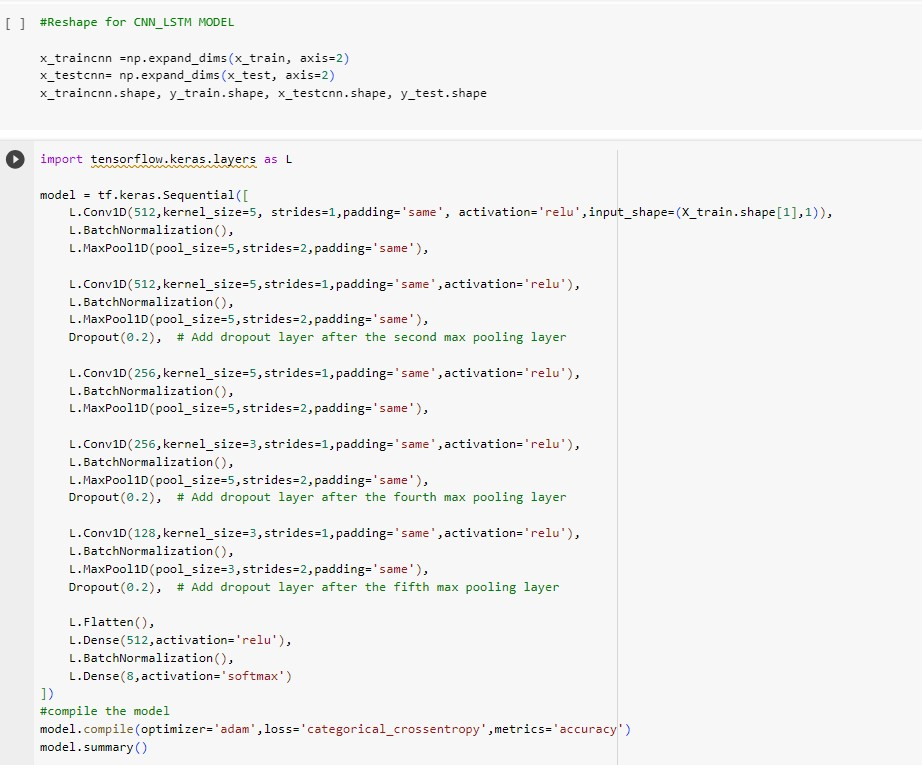 [ ] #Reshape for CNN_LSTM MODEL
x_traincnn =np.expand_dims(x_train, axis=2)
x_testcnn= np.expand_dims(x_test, axis=2)
x_traincnn.shape, y_train.shape, x_testcnn.shape, y_test.shape
import tensorflow.keras.layers as L
model = tf.keras.Sequential([
L.Conv1D(512,kernel_size=5, strides=1,padding='same', activation='relu',input_shape=(X_train.shape[1],1)),
L.BatchNormalization(),
L.MaxPool1D(pool_size=5,strides=2,padding='same'),
L.Conv1D(512,kernel_size=5,strides=1,padding='same',activation='relu'),
L.BatchNormalization(),
L.MaxPool1D(pool_size=5,strides=2,padding='same'),
Dropout(0.2),  # Add dropout layer after the second max pooling layer
L.Conv1D(256,kernel_size=5,strides=1,padding='same',activation='relu'),
L.BatchNormalization(),
L.MaxPool1D(pool_size=5,strides=2,padding='same'),
L.Conv1D(256,kernel_size=3,strides=1,padding='same',activation='relu'),
L.BatchNormalization(),
L.MaxPool1D(pool_size=5,strides=2,padding='same'),
Dropout(0.2),  # Add dropout layer after the fourth max pooling layer
L.Conv1D(128,kernel_size=3,strides=1,padding='same',activation='relu'),
L.BatchNormalization(),
L.MaxPool1D(pool_size=3,strides=2,padding='same'),
Dropout(0.2),  # Add dropout layer after the fifth max pooling layer
L.Flatten(),
L.Dense(512,activation='relu'),
L.BatchNormalization(),
L.Dense(8,activation='softmax')
])
#compile the model
model.compile(optimizer='adam',loss='categorical_crossentropy',metrics='accuracy')
model.summary()